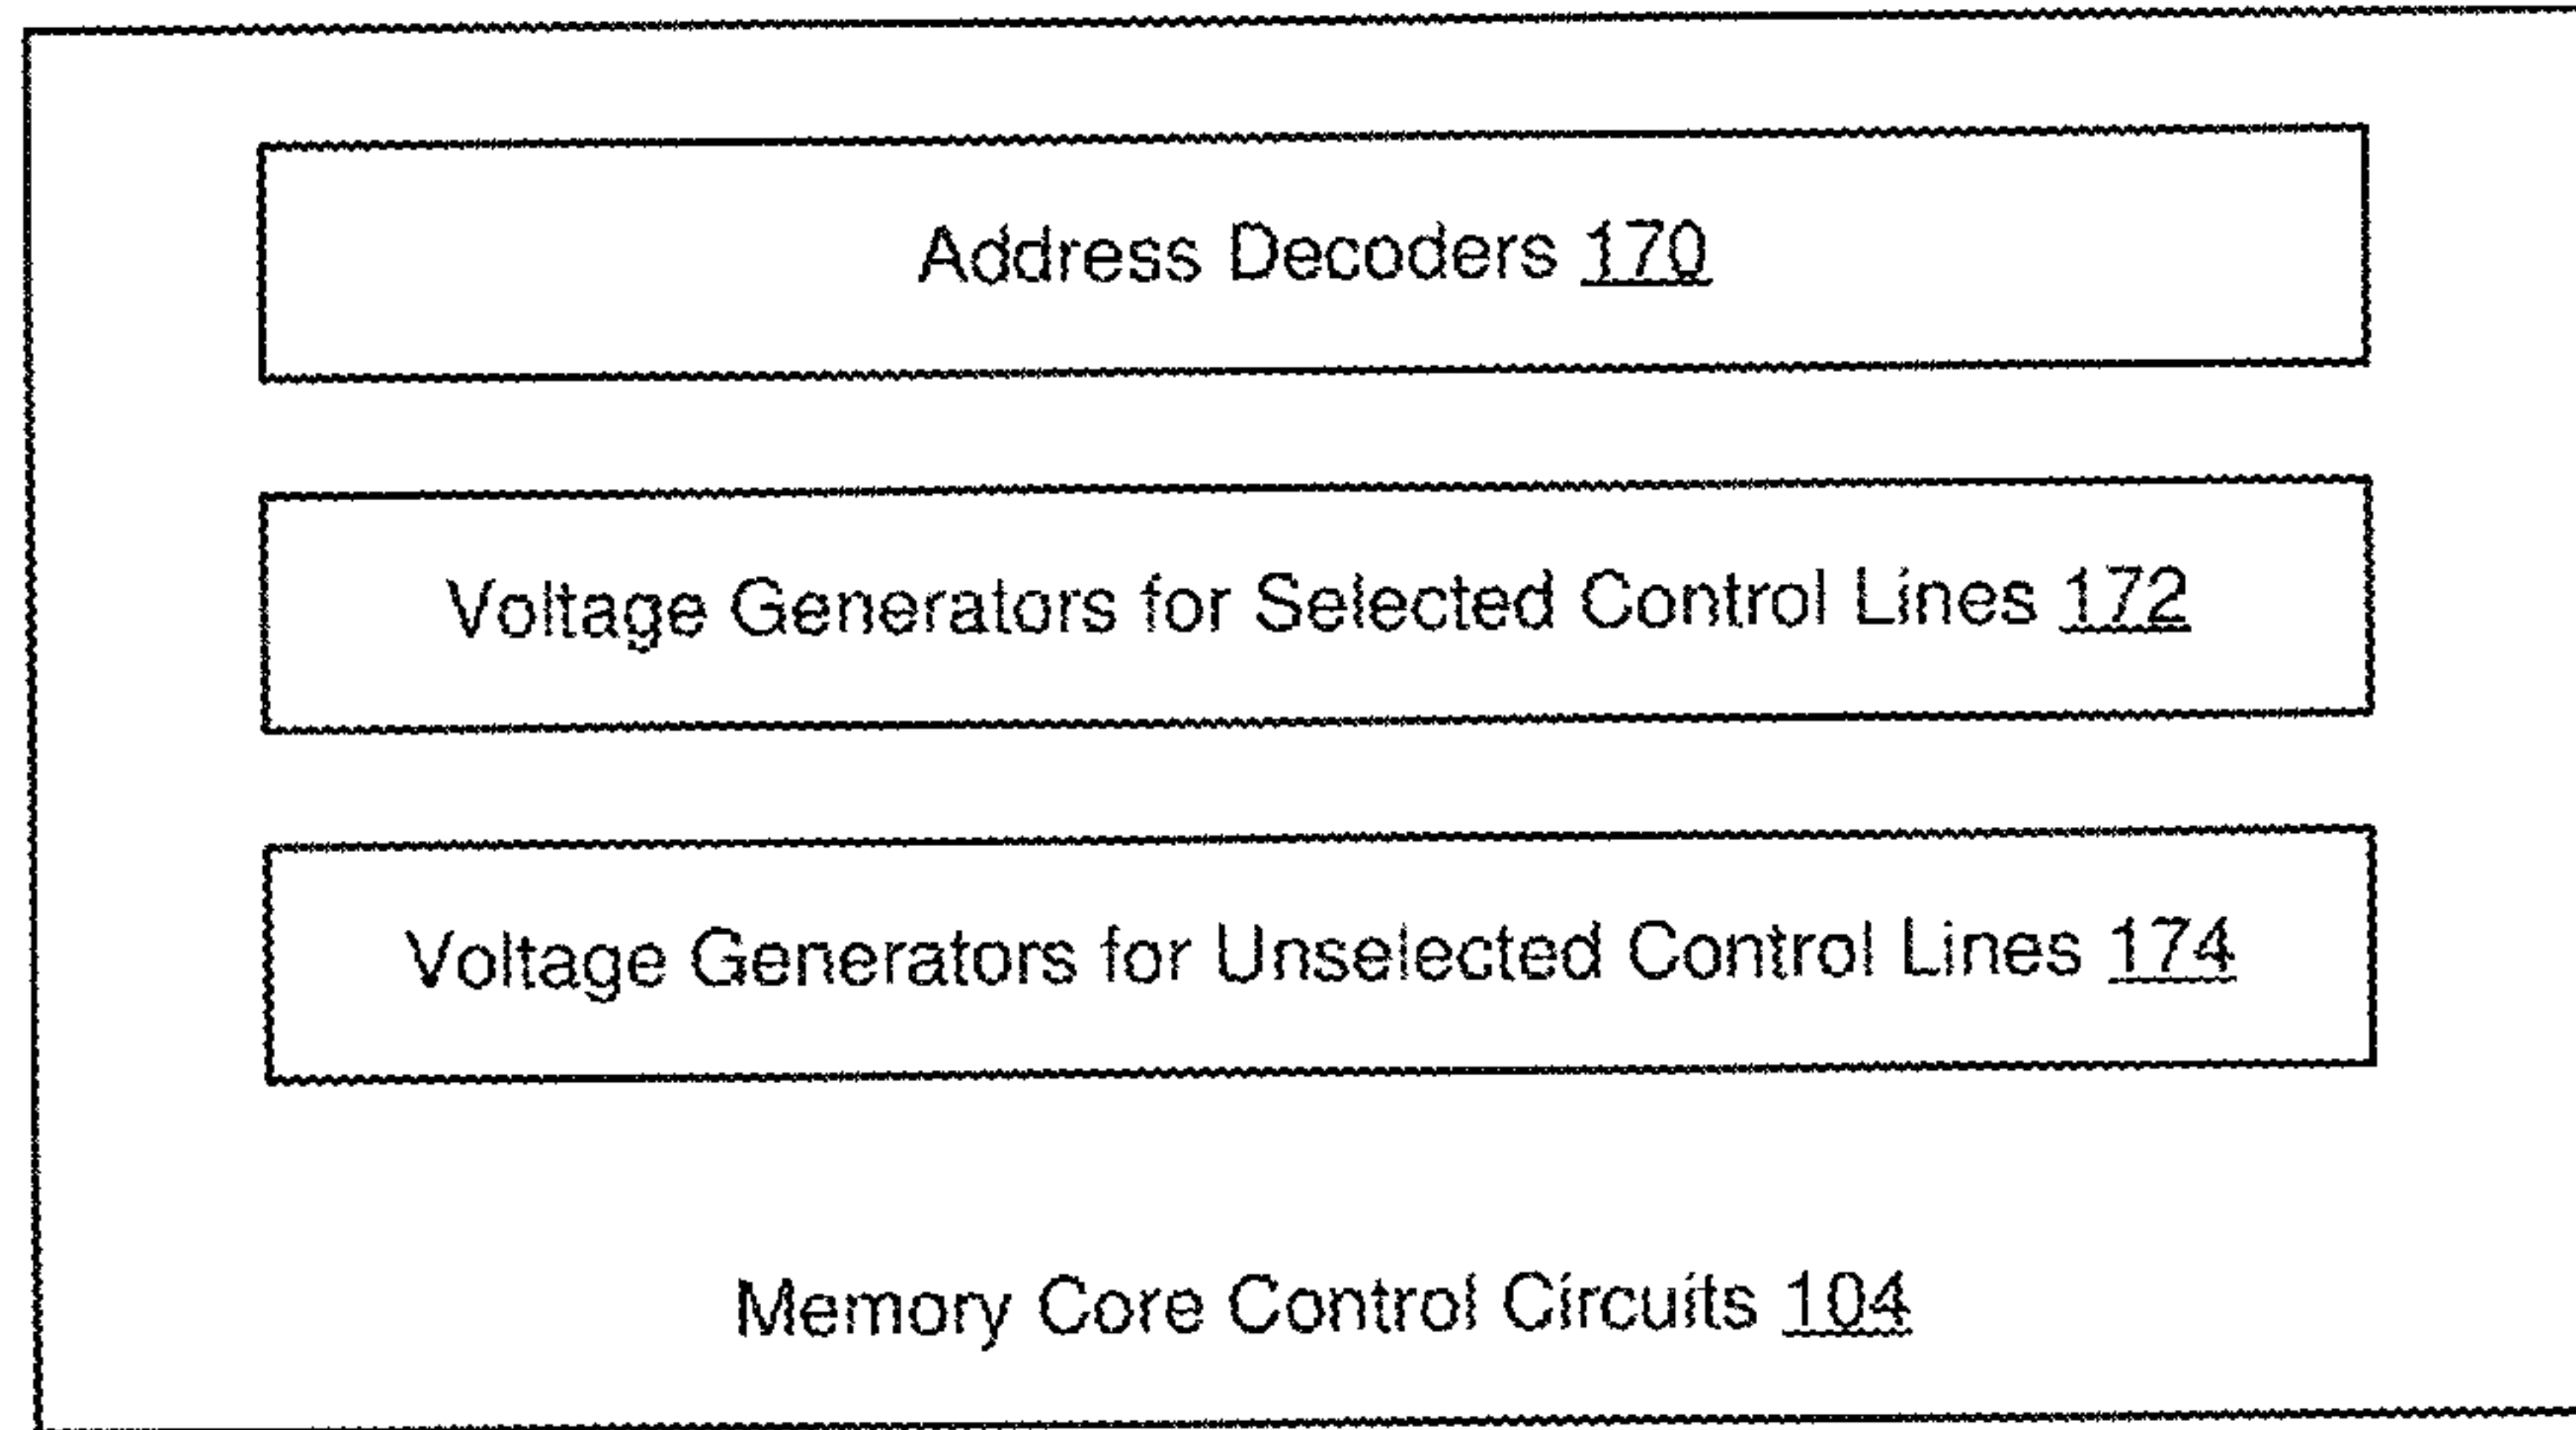 Address Decoders 170
Voltage Generators for Selected Control Lines 172
Voltage Generators for Unselected Control Lines 174
Memory Core Control Circuits 104